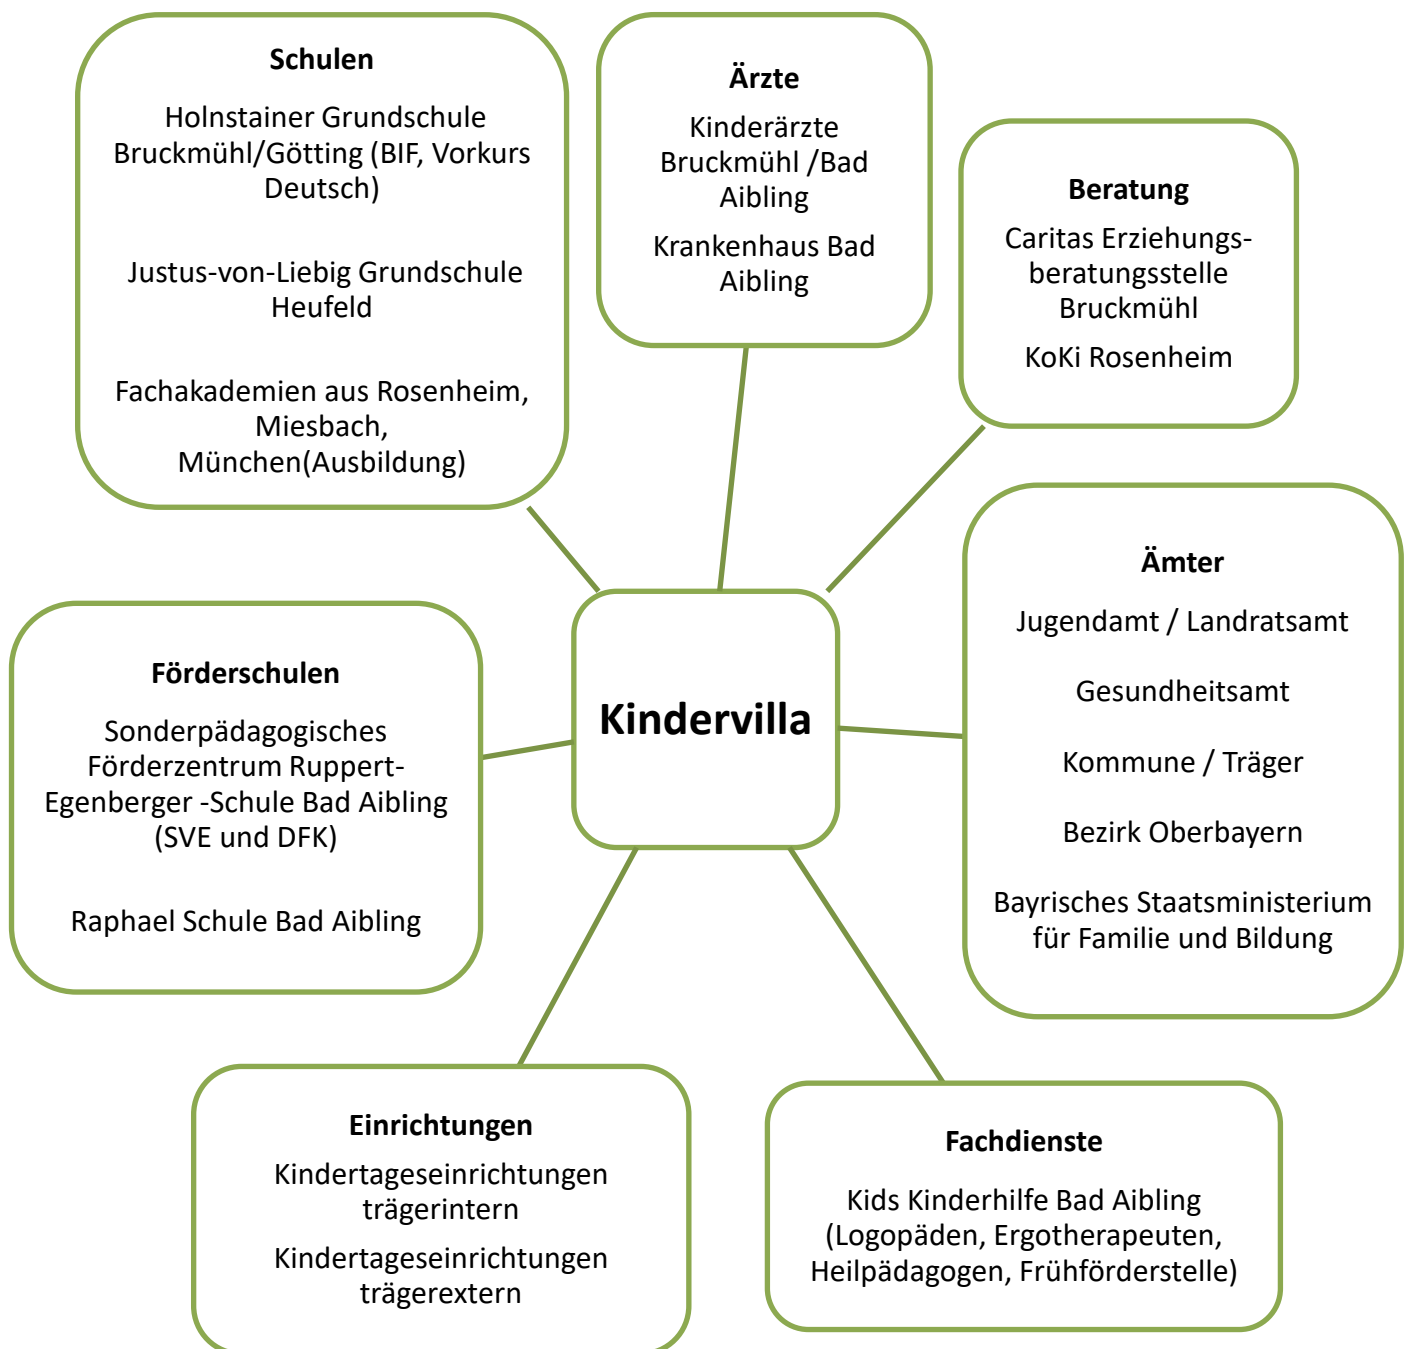 Schulen
Holnstainer Grundschule
Bruckmühl/Götting (BIF, Vorkurs
Deutsch)
Justus-von-Liebig Grundschule
Heufeld
Fachakademien aus Rosenheim,
Miesbach,
München(Ausbildung)
Ärzte
Kinderärzte
Bruckmühl /Bad
Aibling
Krankenhaus Bad
Aibling
Beratung
Caritas Erziehungs-
beratungsstelle
Bruckmühl
KoKi Rosenheim
Ämter
Jugendamt / Landratsamt
Gesundheitsamt
Kommune / Träger
Bezirk Oberbayern
Bayrisches Staatsministerium
für Familie und Bildung
Kindervilla
Förderschulen
Sonderpädagogisches
Förderzentrum Ruppert-
Egenberger -Schule Bad Aibling
(SVE und DFK)
Raphael Schule Bad Aibling
Einrichtungen
Kindertageseinrichtungen
trägerintern
Kindertageseinrichtungen
trägerextern
Fachdienste
Kids Kinderhilfe Bad Aibling
(Logopäden, Ergotherapeuten,
Heilpädagogen, Frühförderstelle)